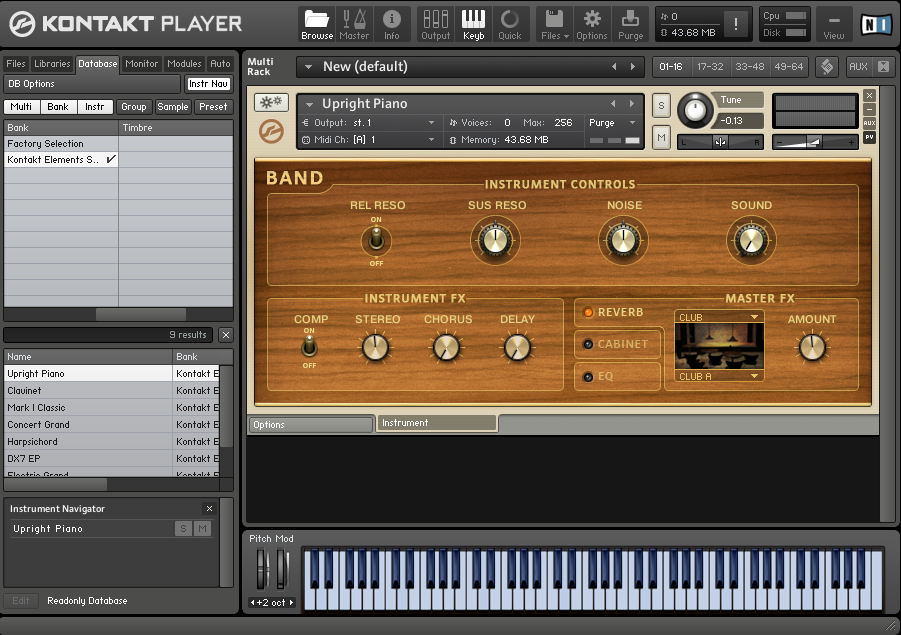 KONTAKT PLAYER
Browse Master Info Output Keyb Quick Files Options Purge
0
43.68 MB
!
Cpu
Disk
View
NI
Files Libraries Database Monitor Modules Auto
DB Options Instr Nav
Multi Bank Instr Group Sample Preset
Bank Timbre
Factory Selection
Kontakt Elements S..
9 results
Name Bank
Upright Piano Kontakt E
Clavinet Kontakt E
Mark I Classic Kontakt E
Concert Grand Kontakt E
Harpsichord Kontakt E
DX7 EP Kontakt E
Electric Grand Kontakt E
Instrument Navigator
Upright Piano S M
Edit Readonly Database
Multi
Rack
New (default)
01-16 17-32 33-48 49-64 AUX
Upright Piano
Output: st. 1 Voices: 0 Max: 256 Purge
Midi Ch: [A] 1 Memory: 43.68 MB
S
M
Tune
-0.13
L R
- +
AUX
PV
BAND
INSTRUMENT CONTROLS
REL RESO SUS RESO NOISE SOUND
ON
OFF
INSTRUMENT FX
COMP STEREO CHORUS DELAY
ON
OFF
REVERB
CABINET
EQ
MASTER FX
CLUB
CLUB A
AMOUNT
Options Instrument
Pitch Mod
+2 oct